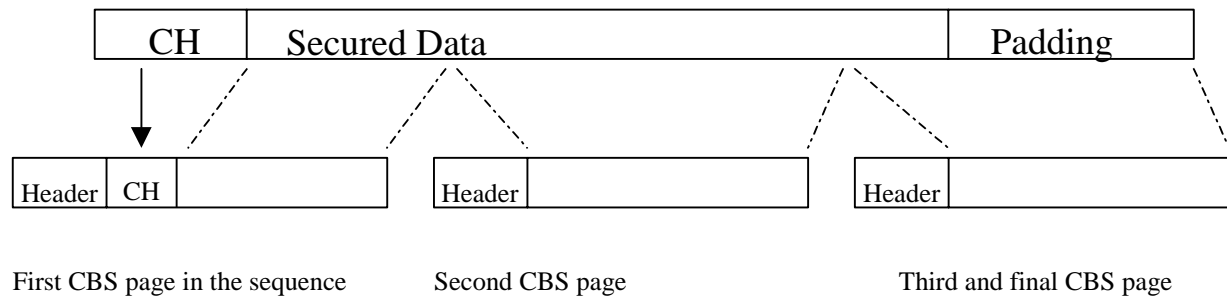 CH Secured Data Padding
Header CH Header Header
First CBS page in the sequence Second CBS page Third and final CBS page